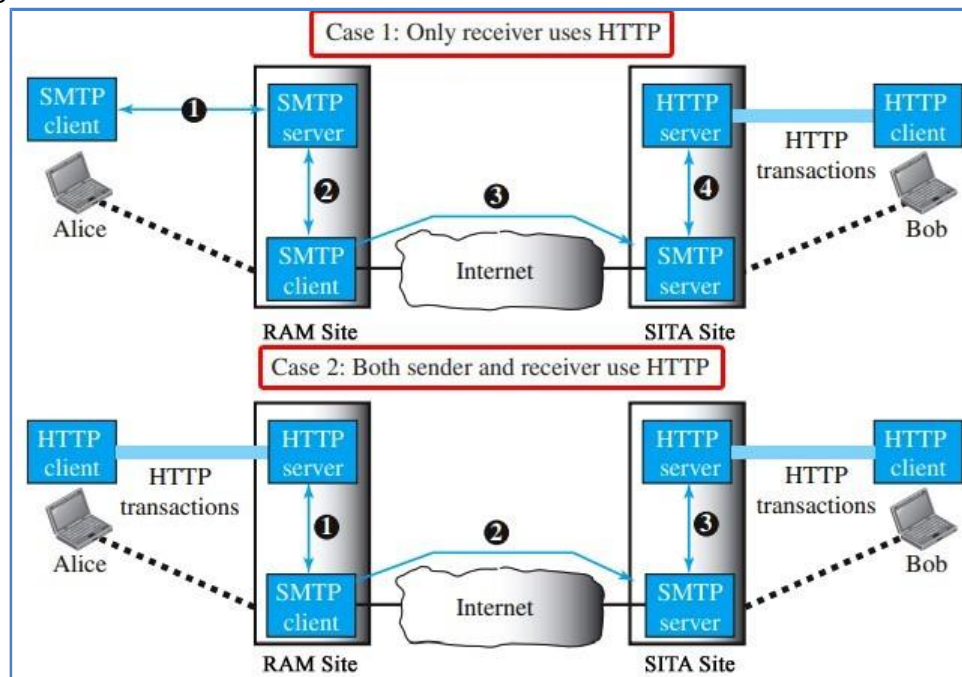 Case 1: Only receiver uses HTTP
SMTP
client
1
SMTP
server
HTTP
server
HTTP
client
HTTP
transactions
2
3
4
Alice
Bob
SMTP
client
Internet
SMTP
server
RAM Site
SITA Site
Case 2: Both sender and receiver use HTTP
HTTP
client
HTTP
server
HTTP
server
HTTP
client
HTTP
transactions
HTTP
transactions
1
2
3
Alice
Bob
SMTP
client
Internet
SMTP
server
RAM Site
SITA Site